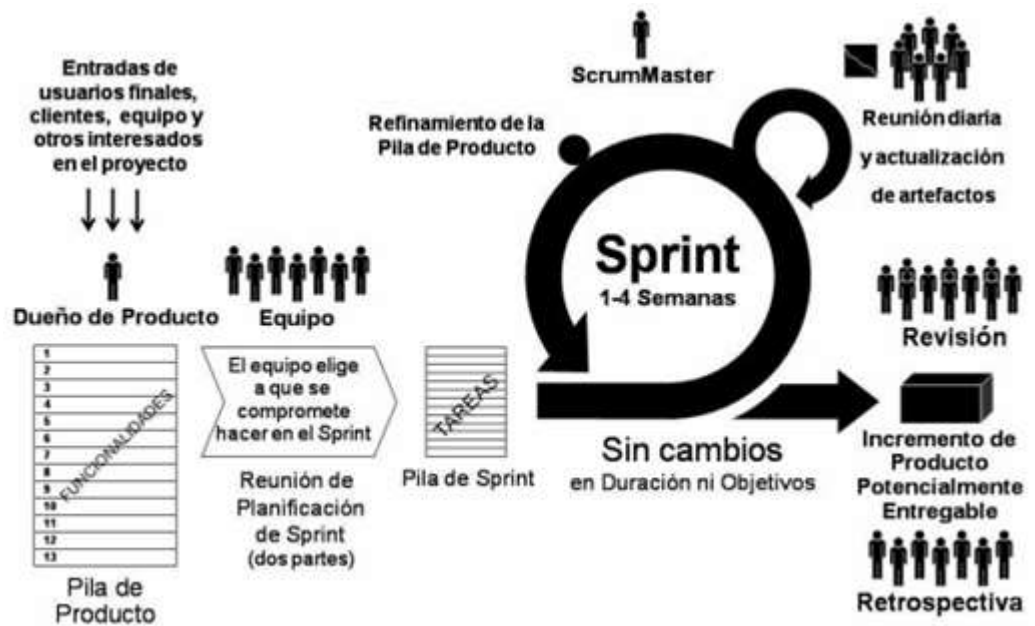 Entradas de
usuarios finales,
clientes, equipo y
otros interesados
en el proyecto
Dueño de Producto
1
2
3
4
5
6
7
8
9
10
11
12
13
FUNCIONALIDADES
Pila de
Producto
Equipo
El equipo elige
a que se
compromete
hacer en el Sprint
Reunión de
Planificación
de Sprint
(dos partes)
TAREAS
Pila de Sprint
Refinamiento de la
Pila de Producto
ScrumMaster
Sprint
1-4 Semanas
Sin cambios
en Duración ni Objetivos
Reunión diaria
y actualización
de artefactos
Revisión
Incremento de
Producto
Potencialmente
Entregable
Retrospectiva